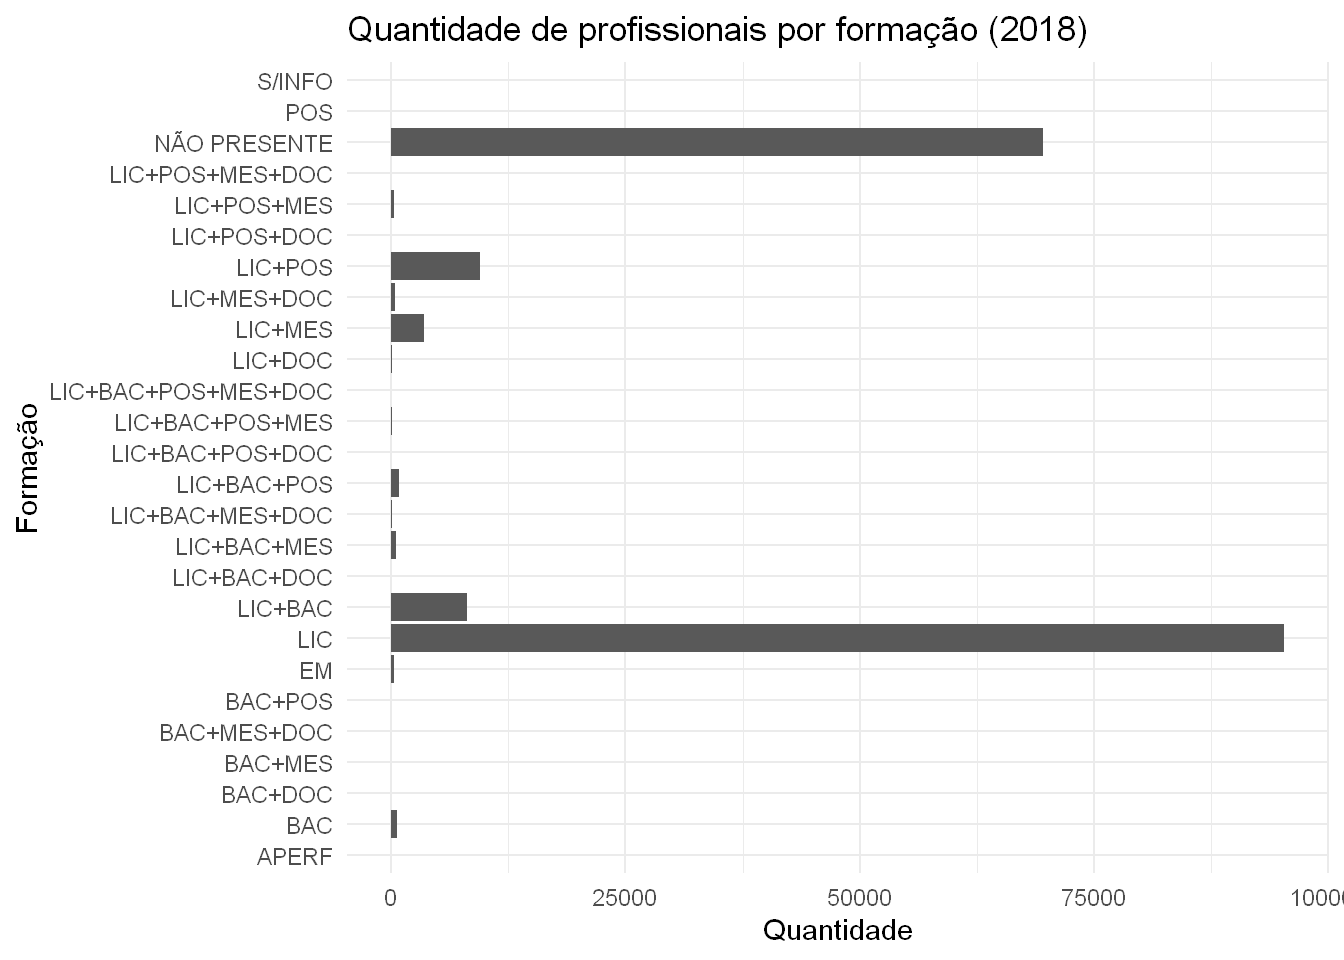 Quantidade de profissionais por formação (2018)
S/INFO
POS
NÃO PRESENTE
LIC+POS+MES+DOC
LIC+POS+MES
LIC+POS+DOC
LIC+POS
LIC+MES+DOC
LIC+MES
LIC+DOC
LIC+BAC+POS+MES+DOC
LIC+BAC+POS+MES
LIC+BAC+POS+DOC
LIC+BAC+POS
LIC+BAC+MES+DOC
LIC+BAC+MES
LIC+BAC+DOC
LIC+BAC
LIC
EM
BAC+POS
BAC+MES+DOC
BAC+MES
BAC+DOC
BAC
APERF
Formação
0 25000 50000 75000 10000
Quantidade